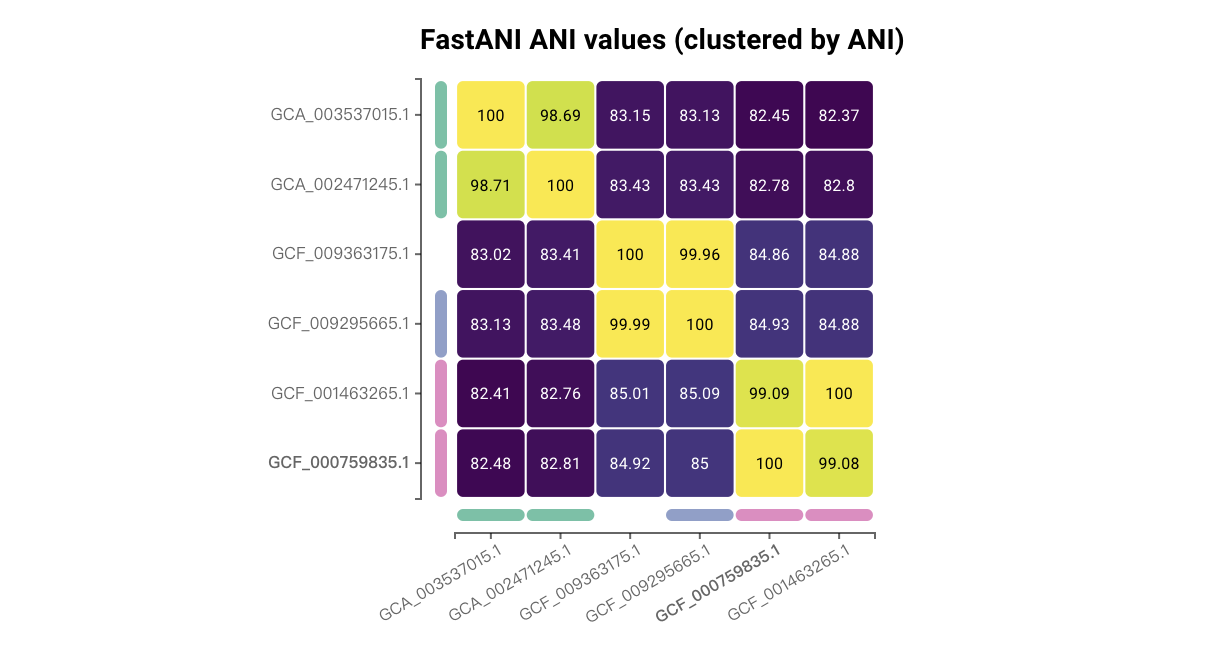 FastANI ANI values (clustered by ANI)
GCA_003537015.1 100 98.69 83.15 83.13 82.45 82.37
GCA_002471245.1 98.71 100 83.43 83.43 82.78 82.8
GCF_009363175.1 83.02 83.41 100 99.96 84.86 84.88
GCF_009295665.1 83.13 83.48 99.99 100 84.93 84.88
GCF_001463265.1 82.41 82.76 85.01 85.09 99.09 100
GCF_000759835.1 82.48 82.81 84.92 85 100 99.08
GCA_003537015.1 GCA_002471245.1 GCF_009363175.1 GCF_009295665.1 GCF_000759835.1 GCF_001463265.1